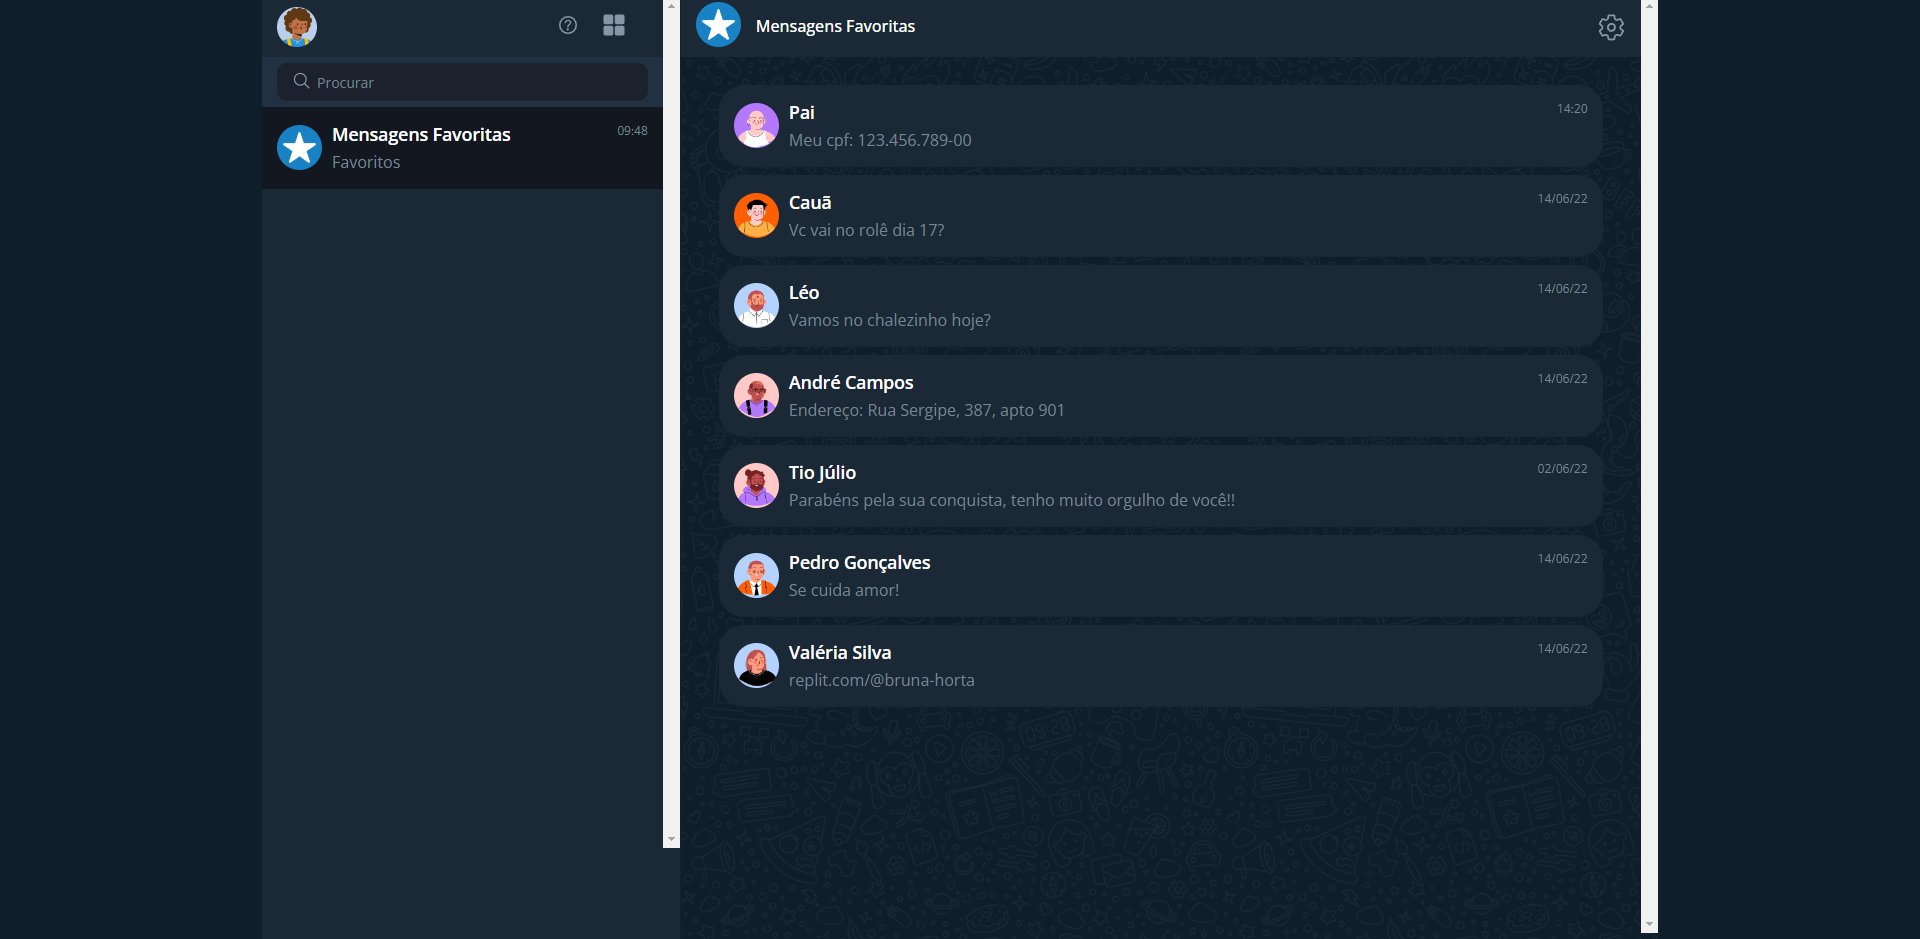 Procurar
Mensagens Favoritas
09:48
Favoritos
Mensagens Favoritas
Pai
14:20
Meu cpf: 123.456.789-00
Cauã
14/06/22
Vc vai no rolê dia 17?
Léo
14/06/22
Vamos no chalezinho hoje?
André Campos
14/06/22
Endereço: Rua Sergipe, 387, apto 901
Tio Júlio
02/06/22
Parabéns pela sua conquista, tenho muito orgulho de você!!
Pedro Gonçalves
14/06/22
Se cuida amor!
Valéria Silva
14/06/22
replit.com/@bruna-horta